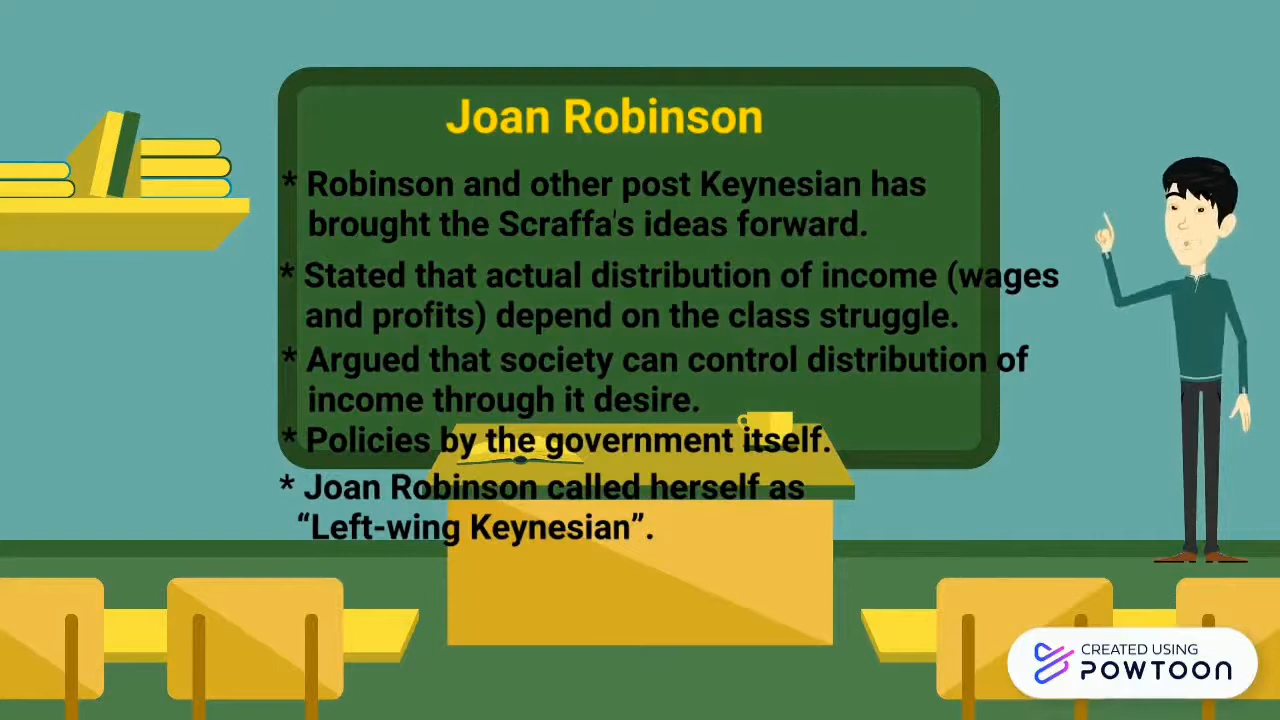 Joan Robinson
* Robinson and other post Keynesian has
brought the Scraffa's ideas forward.
* Stated that actual distribution of income (wages
and profits) depend on the class struggle.
* Argued that society can control distribution of
income through it desire.
* Policies by the government itself.
* Joan Robinson called herself as
“Left-wing Keynesian”.
CREATED USING
POWTOON